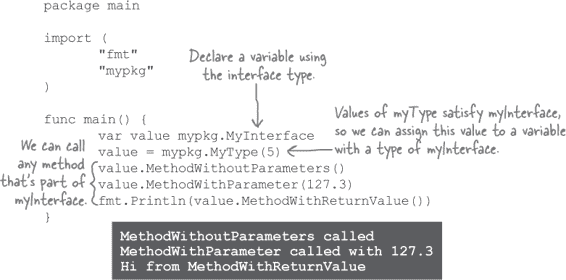 package main
import (
"fmt"
"mypkg"
)
Declare a variable using
the interface type.
func main() {
var value mypkg.MyInterface
value = mypkg.MyType(5)
value.MethodWithoutParameters()
value.MethodWithParameter(127.3)
fmt.Println(value.MethodWithReturnValue())
}
We can call
any method
that's part of
myInterface.
Values of myType satisfy myInterface,
so we can assign this value to a variable
with a type of myInterface.
MethodWithoutParameters called
MethodWithParameter called with 127.3
Hi from MethodWithReturnValue